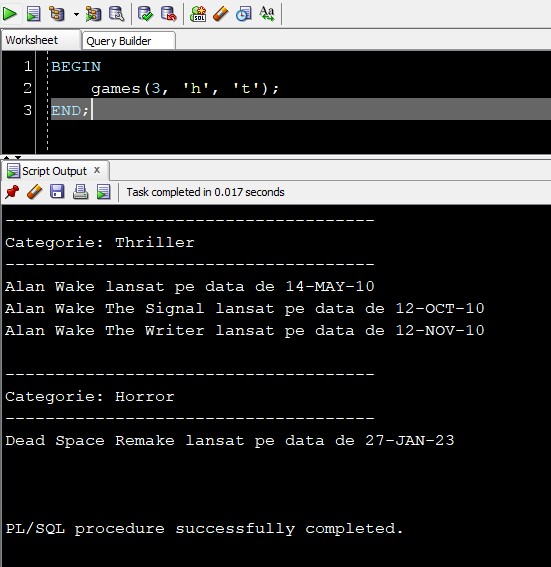 SQL
Aa
Worksheet
Query Builder
1 BEGIN
2 games(3, 'h', 't');
3 END;
Script Output x
Task completed in 0.017 seconds
-------------------------------------
Categorie: Thriller
-------------------------------------
Alan Wake lansat pe data de 14-MAY-10
Alan Wake The Signal lansat pe data de 12-OCT-10
Alan Wake The Writer lansat pe data de 12-NOV-10
-------------------------------------
Categorie: Horror
-------------------------------------
Dead Space Remake lansat pe data de 27-JAN-23
PL/SQL procedure successfully completed.